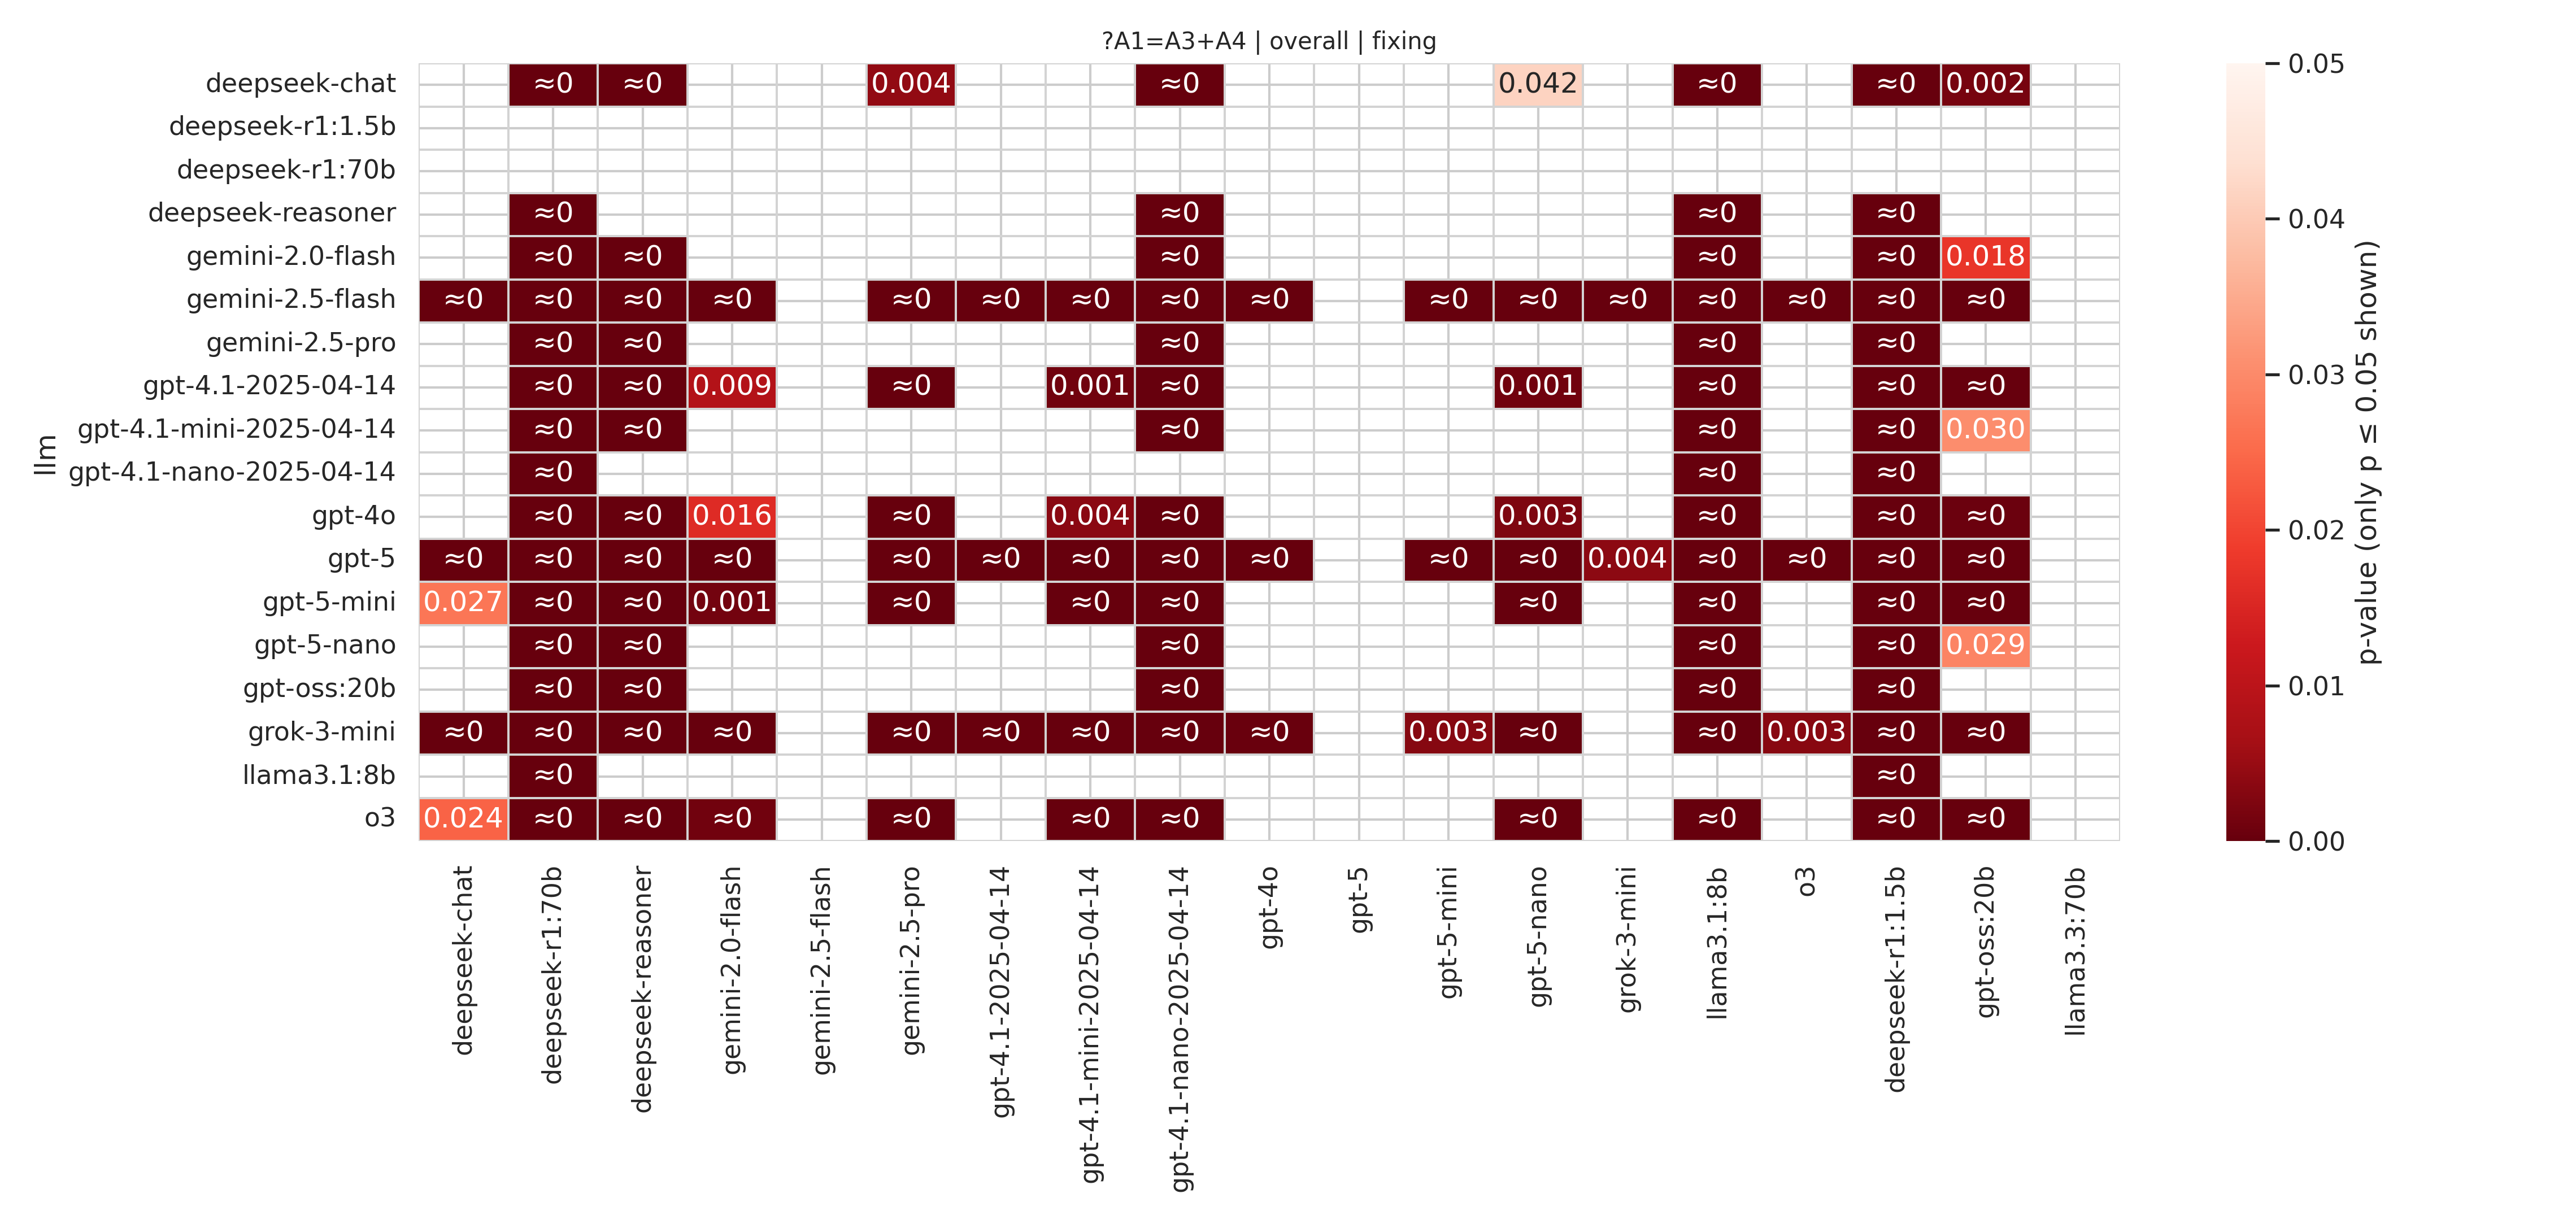 ?A1=A3+A4 | overall | fixing
deepseek-chat ≈0 ≈0 0.004 ≈0 0.042 ≈0 ≈0 0.002
deepseek-r1:1.5b
deepseek-r1:70b
deepseek-reasoner ≈0 ≈0 ≈0 ≈0
gemini-2.0-flash ≈0 ≈0 ≈0 ≈0 ≈0 0.018
gemini-2.5-flash ≈0 ≈0 ≈0 ≈0 ≈0 ≈0 ≈0 ≈0 ≈0 ≈0 ≈0 ≈0 ≈0 ≈0 ≈0 ≈0
gemini-2.5-pro ≈0 ≈0 ≈0 ≈0 ≈0
gpt-4.1-2025-04-14 ≈0 ≈0 0.009 ≈0 0.001 ≈0 0.001 ≈0 ≈0 ≈0
gpt-4.1-mini-2025-04-14 ≈0 ≈0 ≈0 ≈0 ≈0 0.030
gpt-4.1-nano-2025-04-14 ≈0 ≈0 ≈0
gpt-4o ≈0 ≈0 0.016 ≈0 0.004 ≈0 0.003 ≈0 ≈0 ≈0
gpt-5 ≈0 ≈0 ≈0 ≈0 ≈0 ≈0 ≈0 ≈0 ≈0 ≈0 ≈0 0.004 ≈0 ≈0 ≈0 ≈0
gpt-5-mini 0.027 ≈0 ≈0 0.001 ≈0 ≈0 ≈0 ≈0 ≈0 ≈0 ≈0
gpt-5-nano ≈0 ≈0 ≈0 ≈0 ≈0 0.029
gpt-oss:20b ≈0 ≈0 ≈0 ≈0 ≈0
grok-3-mini ≈0 ≈0 ≈0 ≈0 ≈0 ≈0 ≈0 ≈0 ≈0 0.003 ≈0 ≈0 0.003 ≈0 ≈0
llama3.1:8b ≈0 ≈0
o3 0.024 ≈0 ≈0 ≈0 ≈0 ≈0 ≈0 ≈0 ≈0 ≈0 ≈0
llm
deepseek-chat
deepseek-r1:70b
deepseek-reasoner
gemini-2.0-flash
gemini-2.5-flash
gemini-2.5-pro
gpt-4.1-2025-04-14
gpt-4.1-mini-2025-04-14
gpt-4.1-nano-2025-04-14
gpt-4o
gpt-5
gpt-5-mini
gpt-5-nano
grok-3-mini
llama3.1:8b
o3
deepseek-r1:1.5b
gpt-oss:20b
llama3.3:70b
0.05
0.04
0.03
0.02
0.01
0.00
p-value (only p ≤ 0.05 shown)